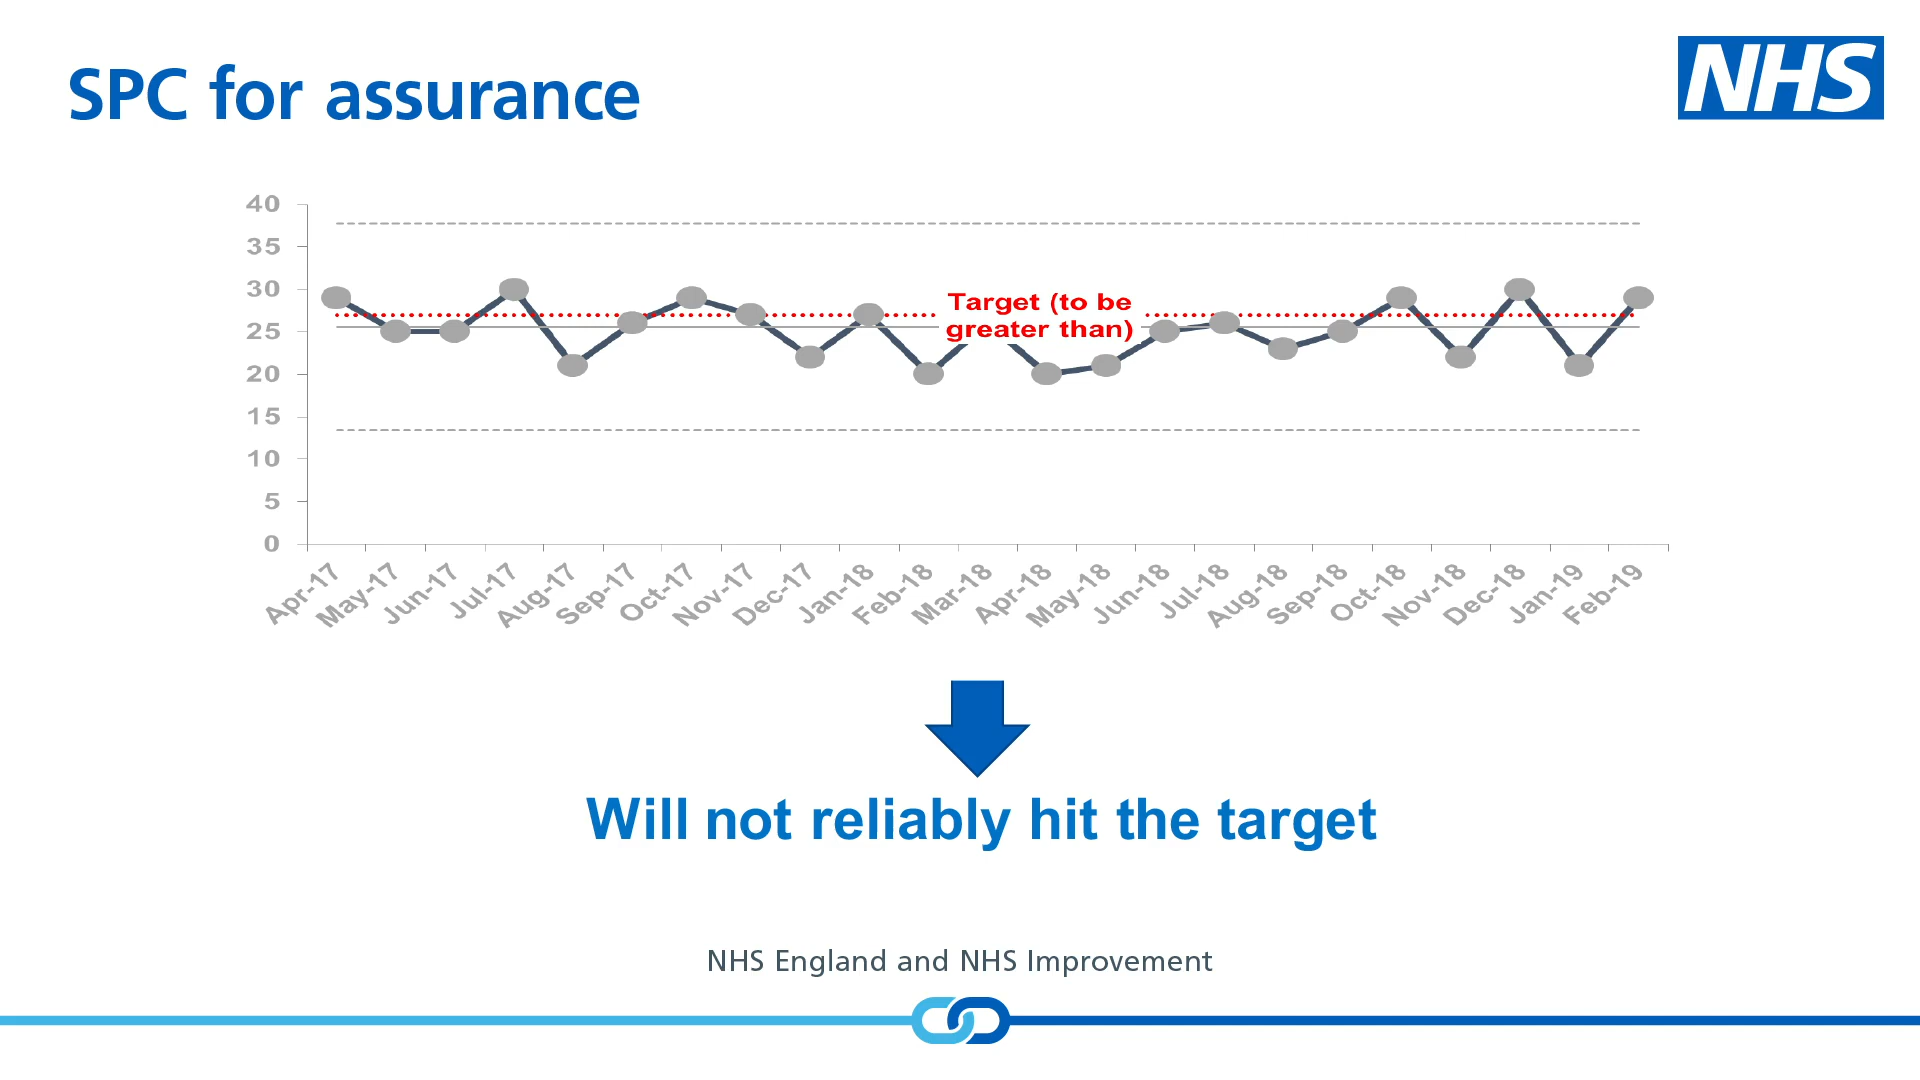 SPC for assurance
NHS
40
35
30
25
20
15
10
5
0
Target (to be
greater than)
Apr-17
May-17
Jun-17
Jul-17
Aug-17
Sep-17
Oct-17
Nov-17
Dec-17
Jan-18
Feb-18
Mar-18
Apr-18
May-18
Jun-18
Jul-18
Aug-18
Sep-18
Oct-18
Nov-18
Dec-18
Jan-19
Feb-19
Will not reliably hit the target
NHS England and NHS Improvement